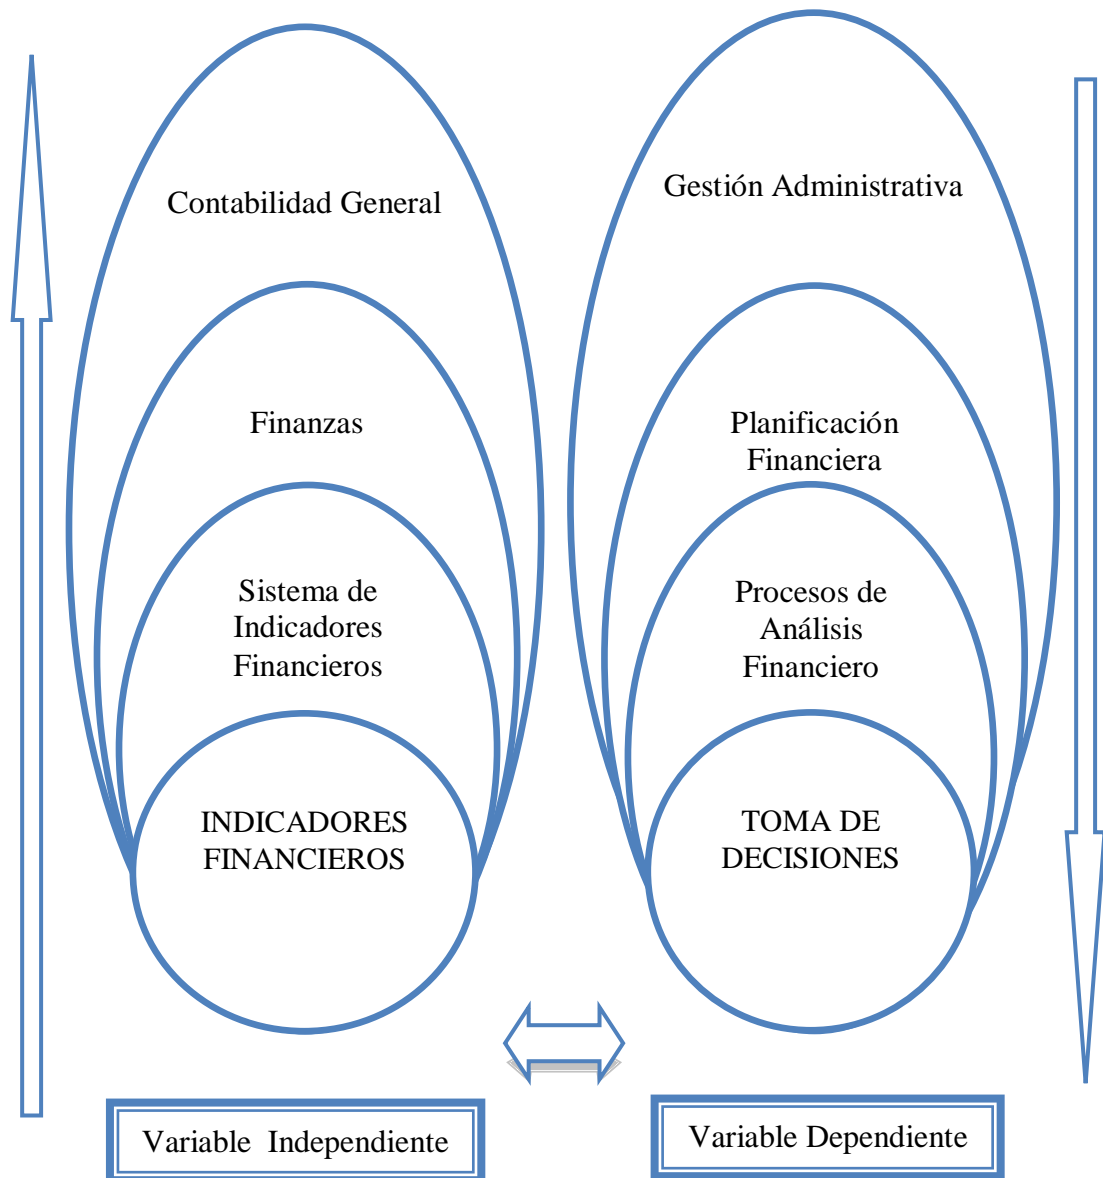 Contabilidad General
Finanzas
Sistema de
Indicadores
Financieros
INDICADORES
FINANCIEROS
Variable  Independiente
Gestión Administrativa
Planificación
Financiera
Procesos de
Análisis
Financiero
TOMA DE
DECISIONES
Variable Dependiente